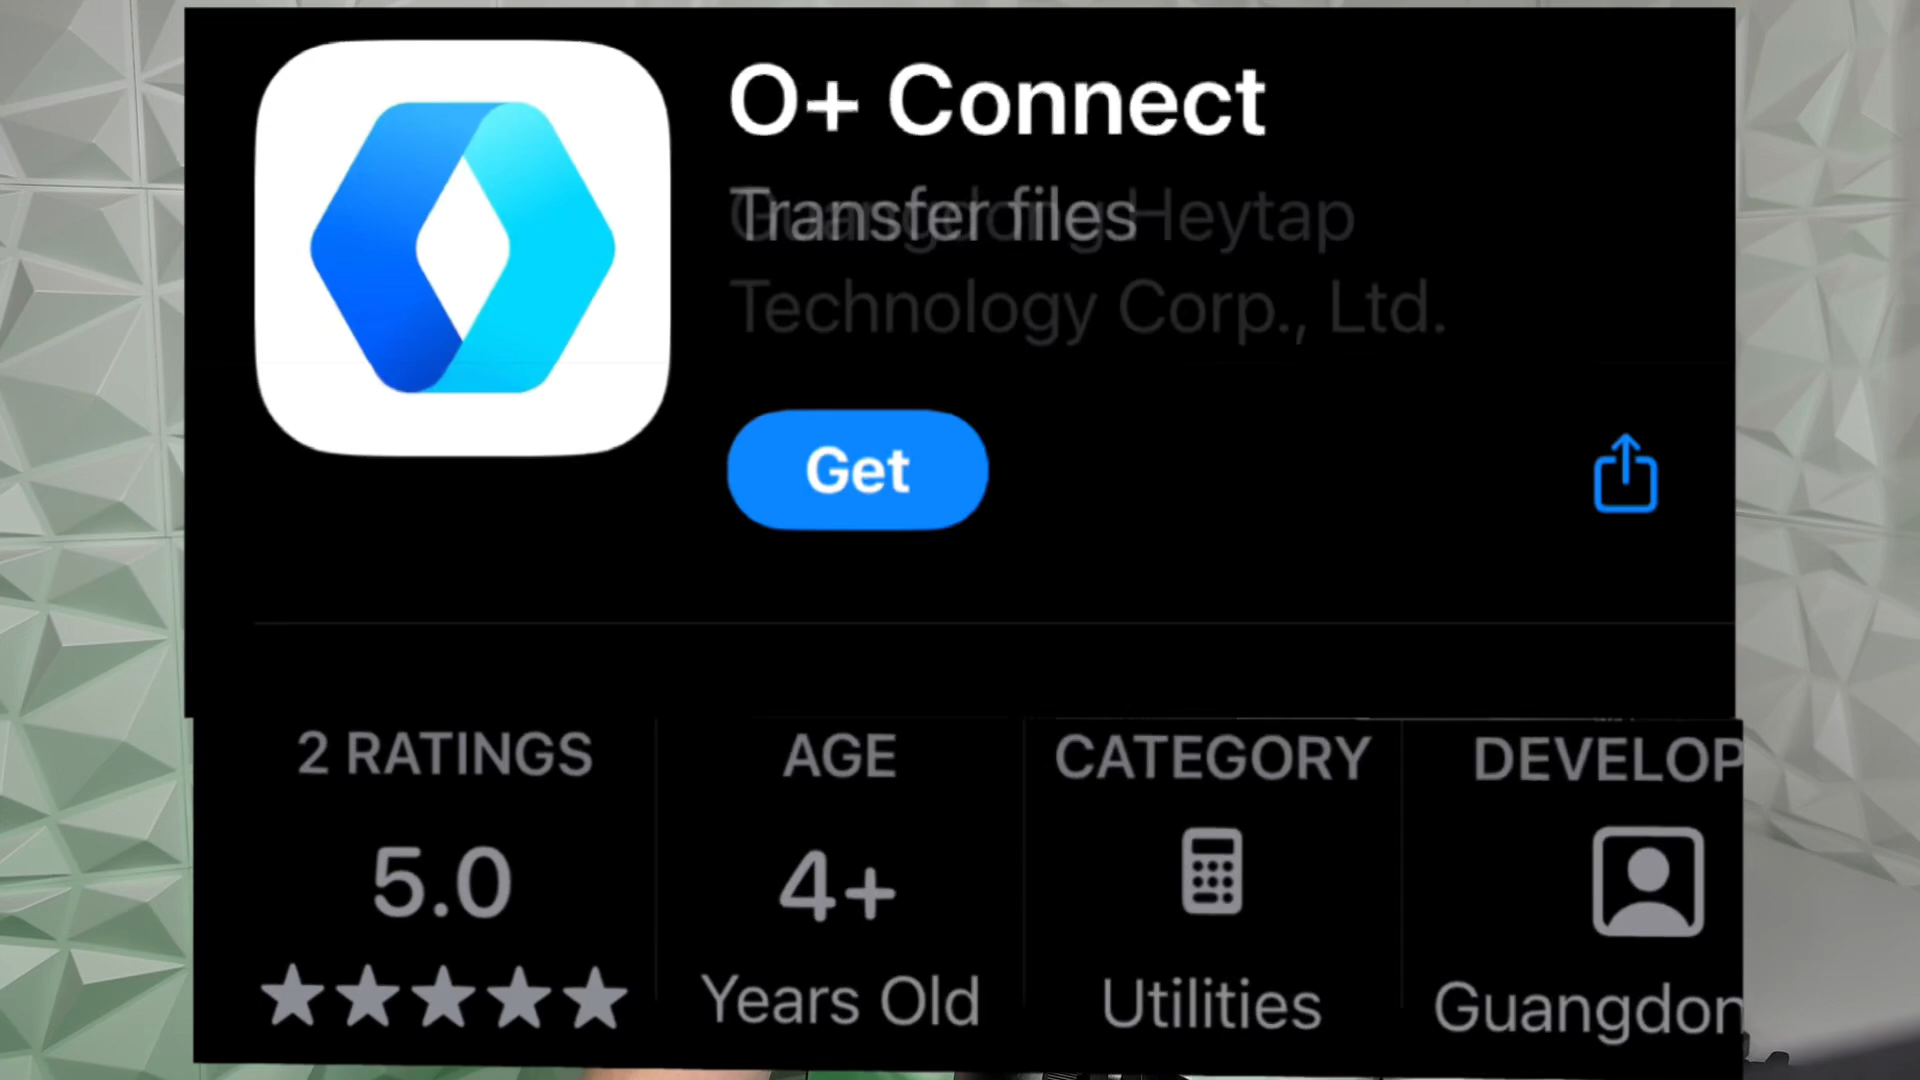 O+ Connect
Transfer files
Guangdong Heytap
Technology Corp., Ltd.
Get
2 RATINGS
AGE
CATEGORY
DEVELOP
5.0
4+
Years Old
Utilities
Guangdon